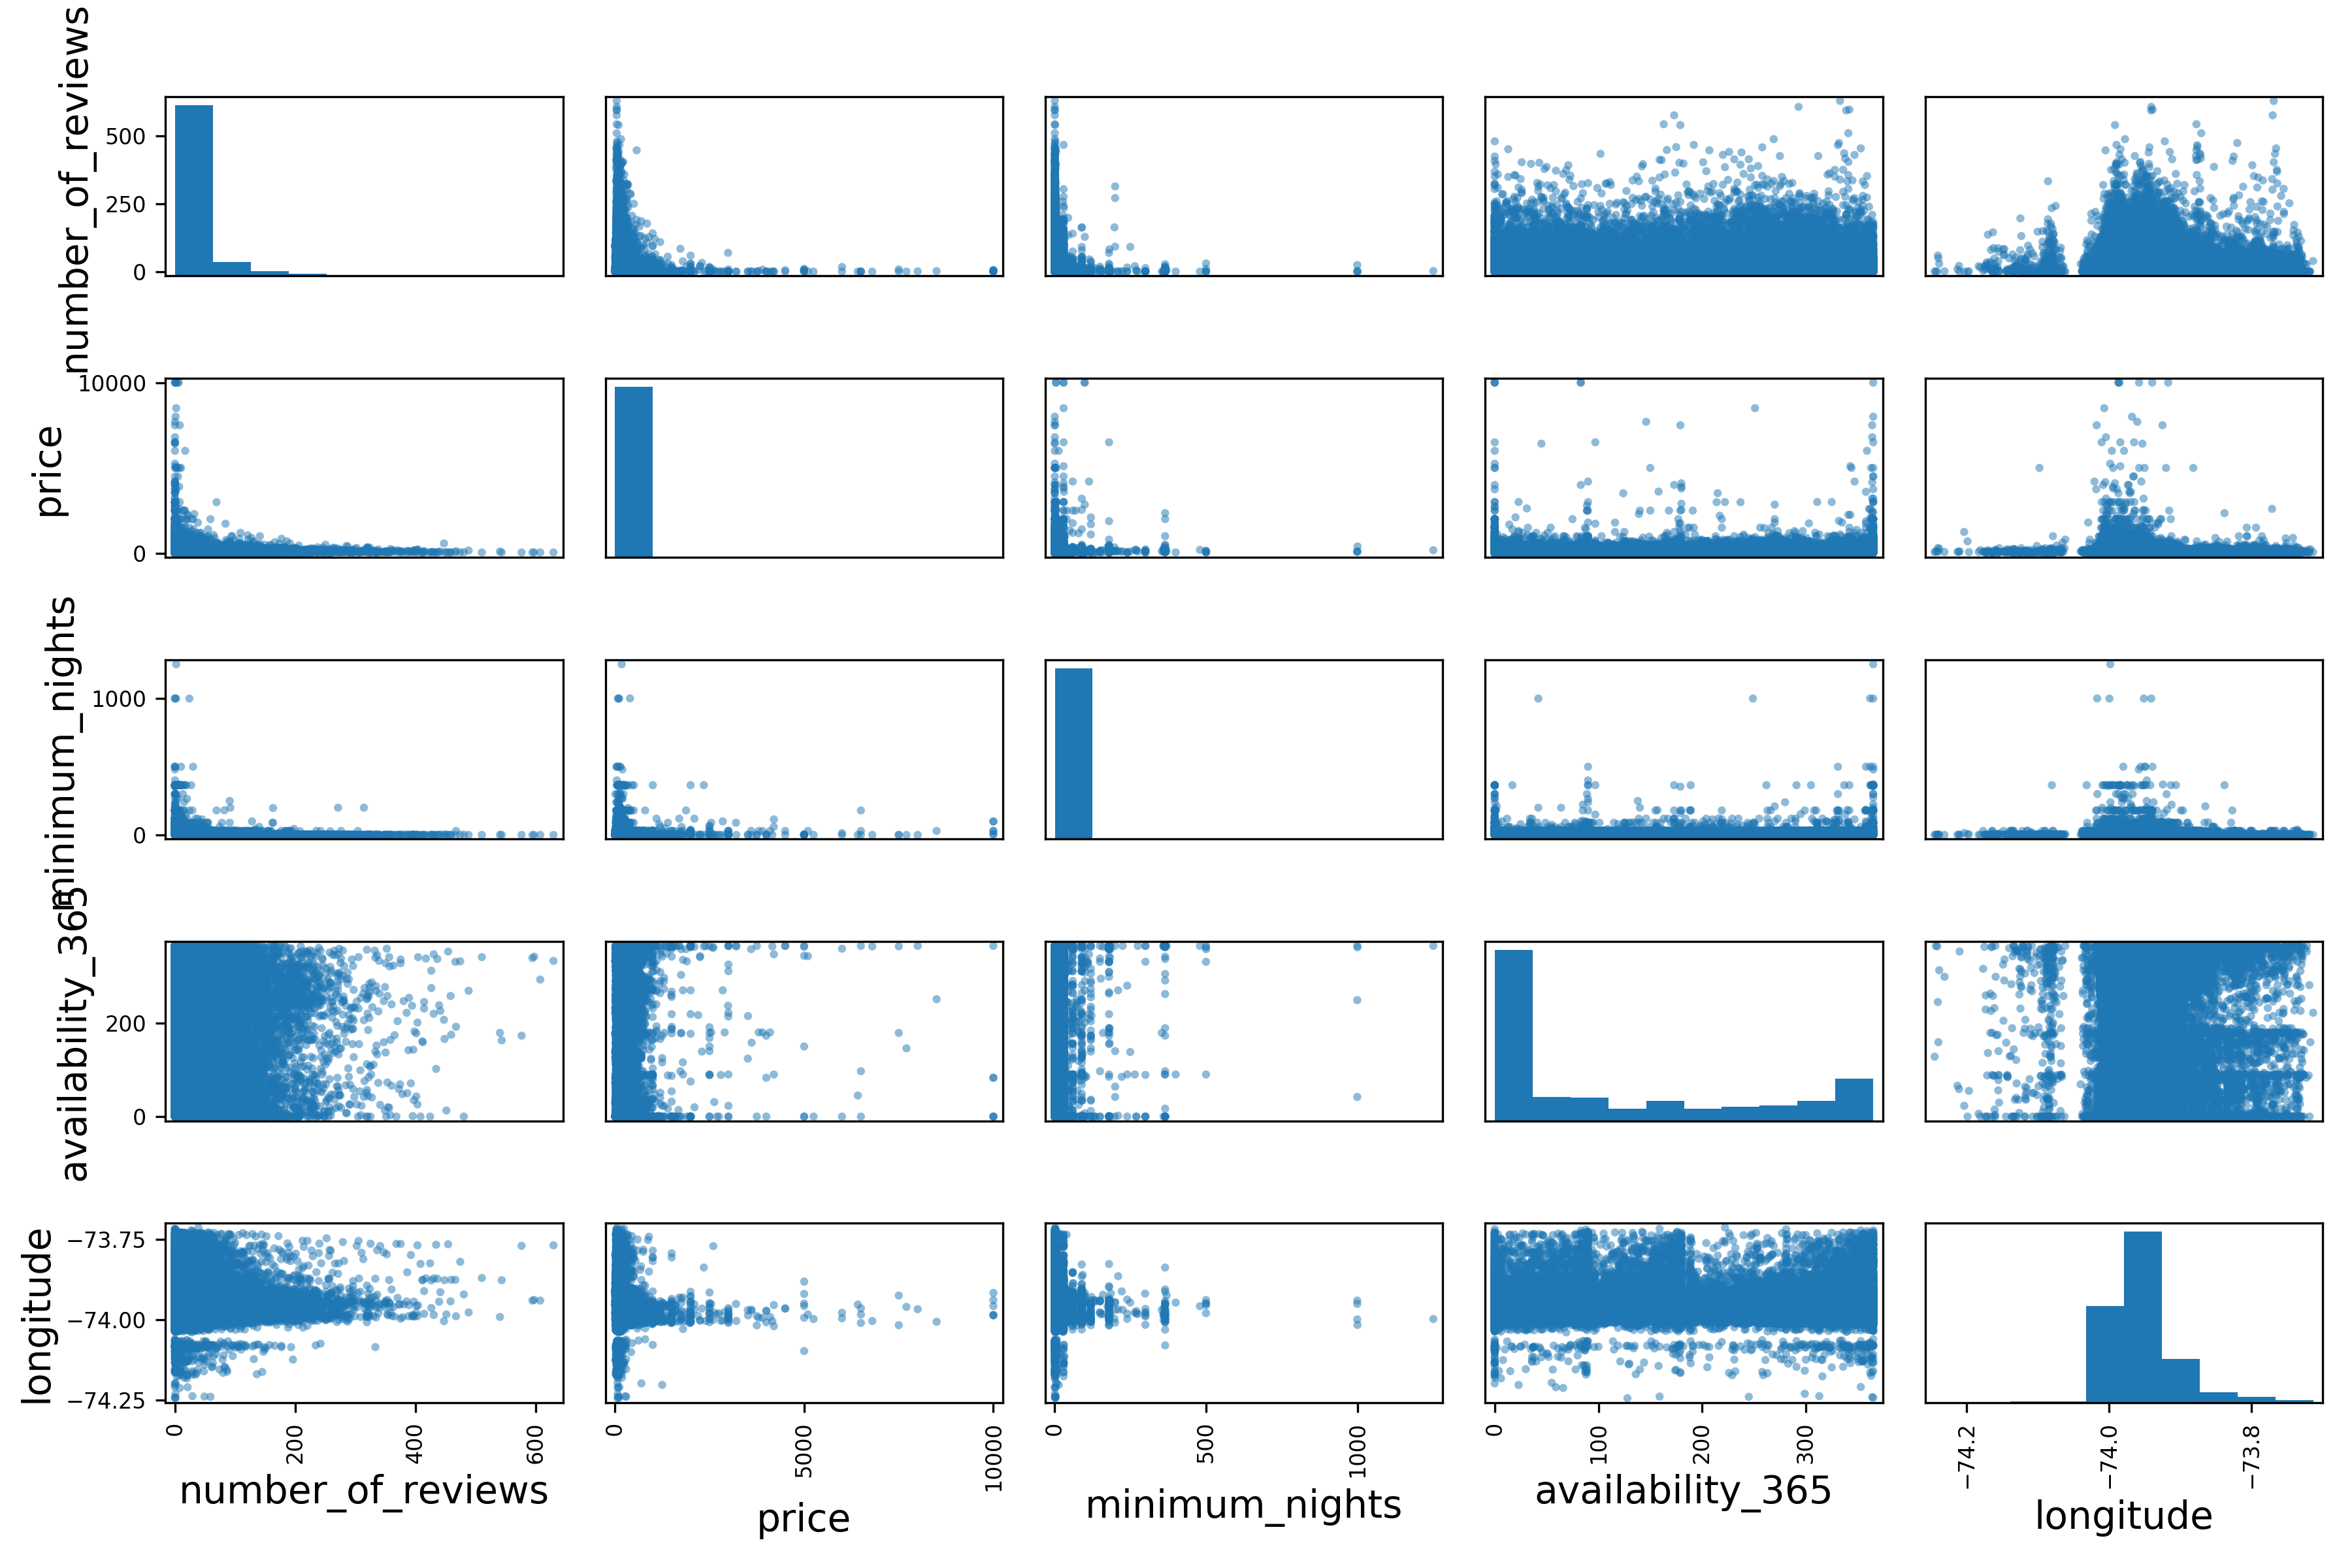 number_of_reviews
500
250
0
price
10000
0
minimum_nights
1000
0
availability_365
200
0
longitude
−73.75
−74.00
−74.25
0 200 400 600
0 5000 10000
0 500 1000
0 100 200 300
−74.2 −74.0 −73.8
number_of_reviews
price
minimum_nights
availability_365
longitude